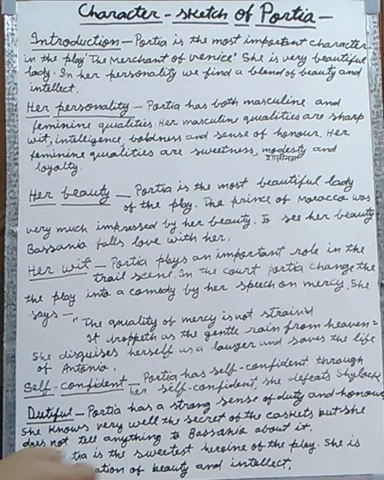 Character-sketch of Portia -
Introduction - Portia is the most important character
in the play "The Merchant of Venice". She is very beautiful
lady. In her personality we find a blend of beauty and
intellect.
Her personality - Portia has both masculine and
feminine qualities. Her masculine qualities are sharp
wit, intelligence, boldness and sense of honour. Her
feminine qualities are sweetness, modesty and
loyalty.
Her beauty - Portia is the most beautiful lady
of the play. The prince of Moracco was
very much impressed by her beauty. To see her beauty
Bassania falls love with her.
Her wit - Portia plays an important role in the
trail scene. In the court portia change the
the play into a comedy by her speech on mercy. She
says -
"The quality of mercy is not straind
It droppeth as the gentle rain from heaven"
She disguises herself as a lawyer and saves the life
of Antonio.
Self-confident - Portia has self-confident through
her self-confident, she defeats Shylock
Dutiful - Portia has a strong sense of duty and honour
She knows very well the secret of the caskets but she
does not tell anything to Bassania about it.
tia is the sweetest heroine of the play. She is
ation of beauty and intellect.